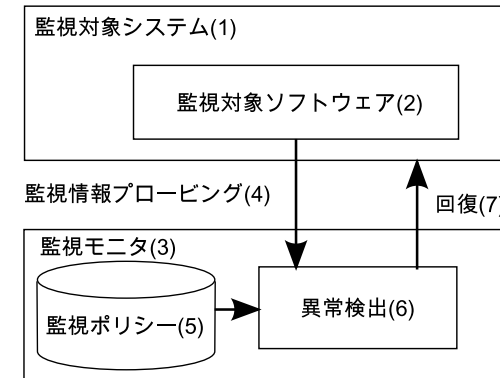 監視対象システム(1)
監視対象ソフトウェア(2)
監視情報プロービング(4)
回復(7)
監視モニタ(3)
監視ポリシー(5)
異常検出(6)